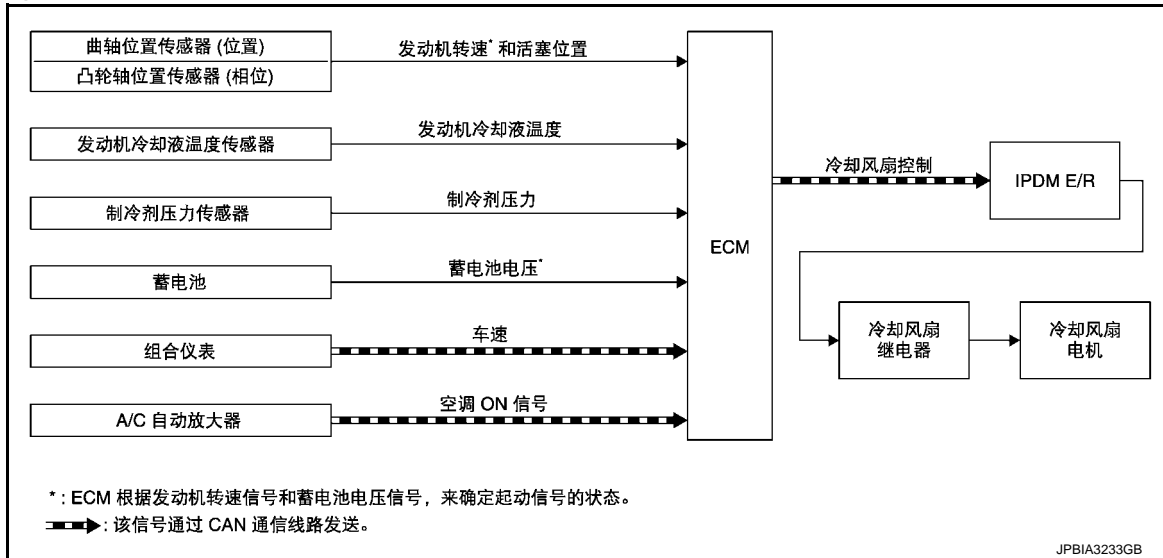 曲轴位置传感器 (位置)
发动机转速* 和活塞位置
凸轮轴位置传感器 (相位)
发动机冷却液温度传感器
发动机冷却液温度
制冷剂压力传感器
制冷剂压力
蓄电池
蓄电池电压*
组合仪表
车速
A/C 自动放大器
空调 ON 信号
ECM
冷却风扇控制
IPDM E/R
冷却风扇
继电器
冷却风扇
电机
* : ECM 根据发动机转速信号和蓄电池电压信号，来确定起动信号的状态。
: 该信号通过 CAN 通信线路发送。
JPBIA3233GB